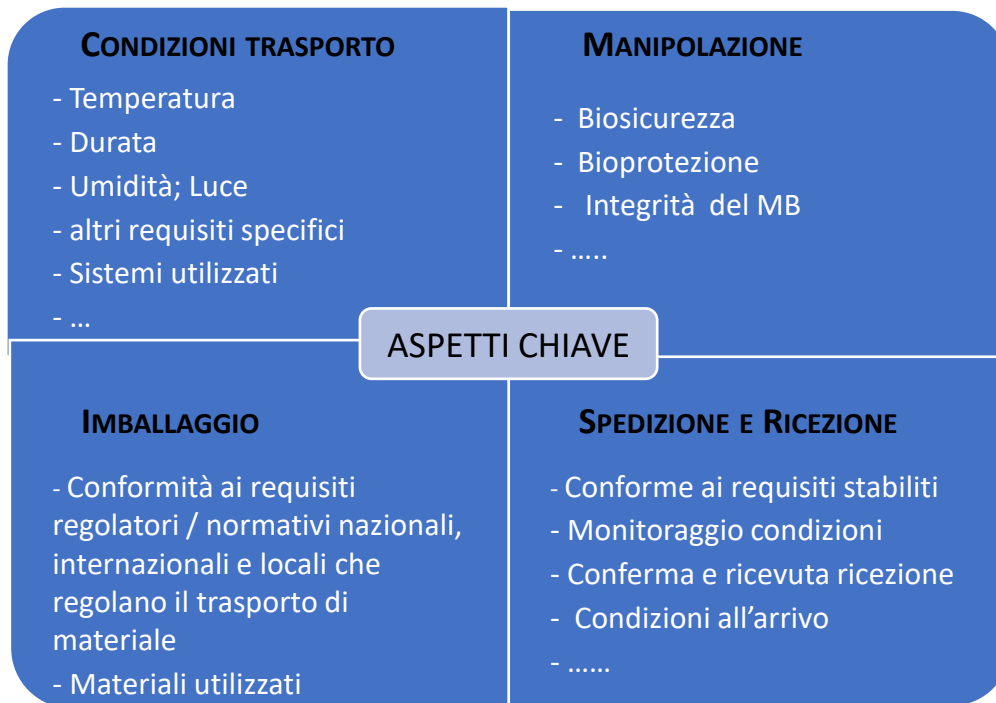 CONDIZIONI TRASPORTO
- Temperatura
- Durata
- Umidità; Luce
- altri requisiti specifici
- Sistemi utilizzati
- ...
MANIPOLAZIONE
- Biosicurezza
- Bioprotezione
- Integrità del MB
- …..
ASPETTI CHIAVE
IMBALLAGGIO
- Conformità ai requisiti
regolatori / normativi nazionali,
internazionali e locali che
regolano il trasporto di
materiale
- Materiali utilizzati
SPEDIZIONE E RICEZIONE
- Conforme ai requisiti stabiliti
- Monitoraggio condizioni
- Conferma e ricevuta ricezione
- Condizioni all’arrivo
- ……